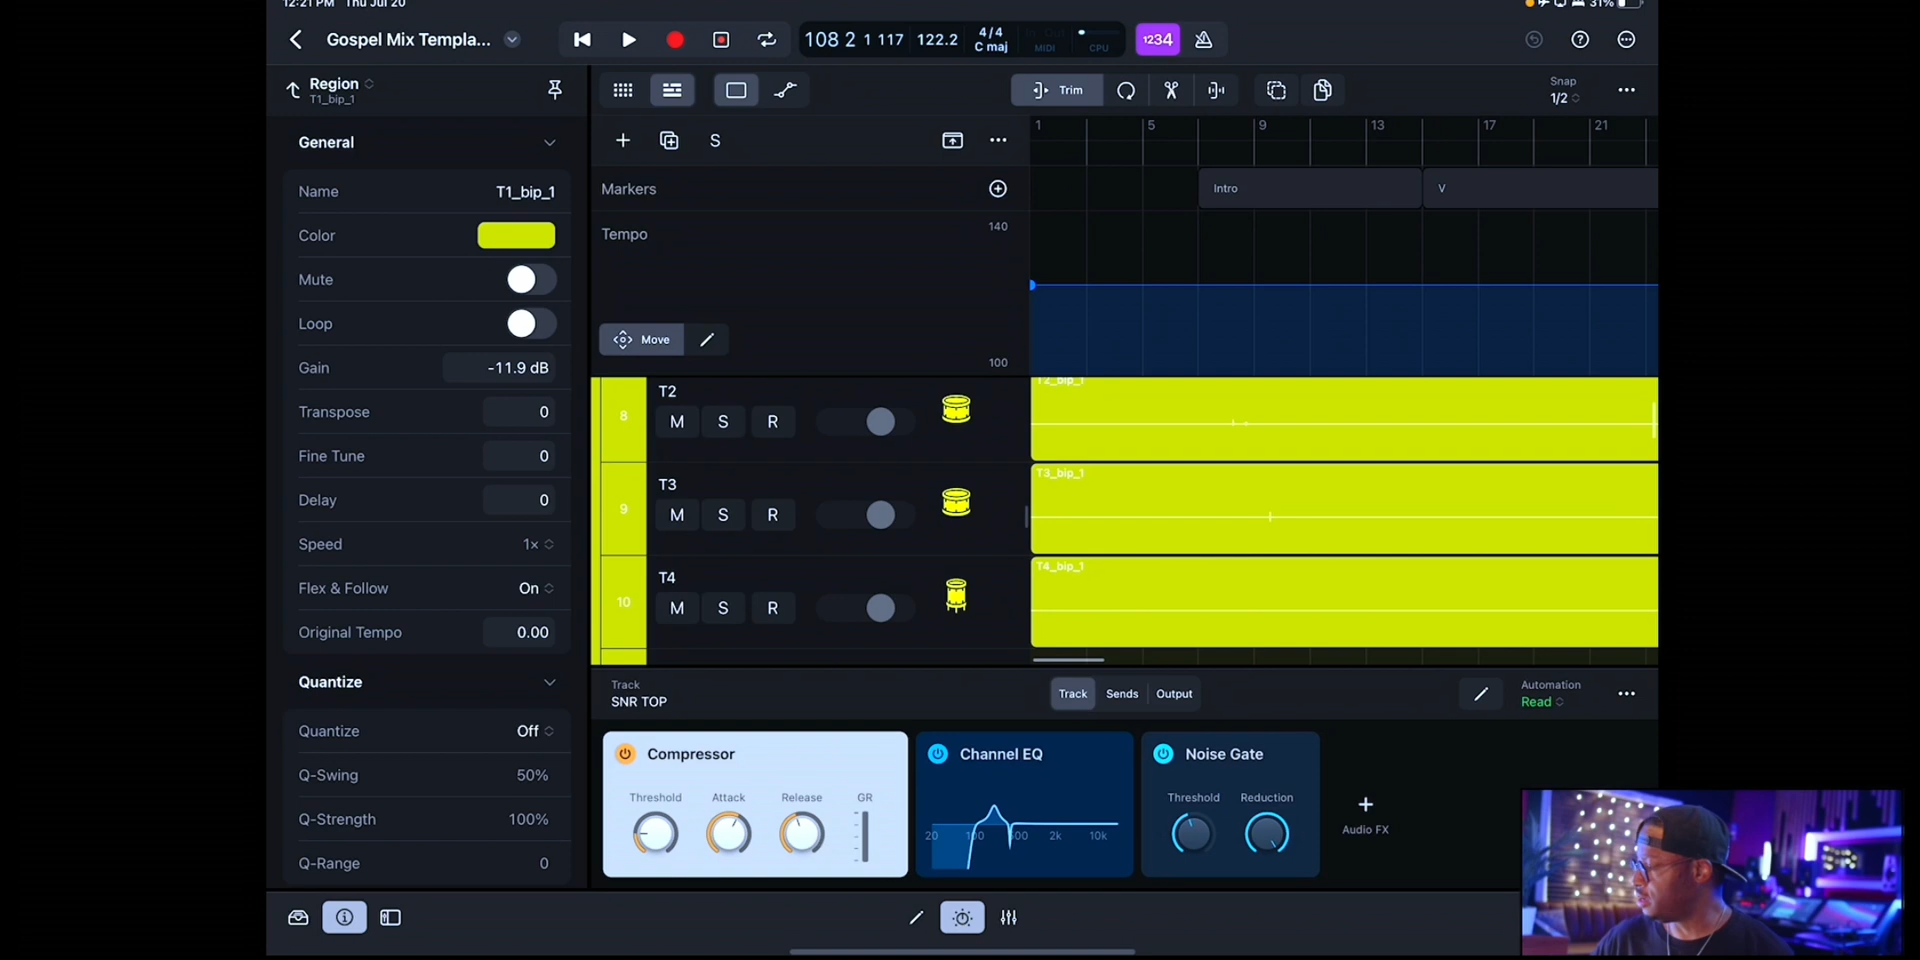 12:21 PM Thu Jul 20
31%
Gospel Mix Templa...
108 2 1 117 122.2
4/4
C maj
In Out
MIDI
CPU
1234
Region
T1_bip_1
Trim
Snap
1/2
General
S
1 5 9 13 17 21
Name T1_bip_1
Markers
Intro V
Color
Tempo 140
Mute
Loop
Move
100
Gain -11.9 dB
Transpose 0
Fine Tune 0
Delay 0
Speed 1×
Flex & Follow On
Original Tempo 0.00
Quantize
Quantize Off
Q-Swing 50%
Q-Strength 100%
Q-Range 0
8
T2
M S R
T2_bip_1
9
T3
M S R
T3_bip_1
10
T4
M S R
T4_bip_1
Track
SNR TOP
Track Sends Output
Automation
Read
Compressor
Threshold Attack Release GR
Channel EQ
20 100 500 2k 10k
Noise Gate
Threshold Reduction
Audio FX